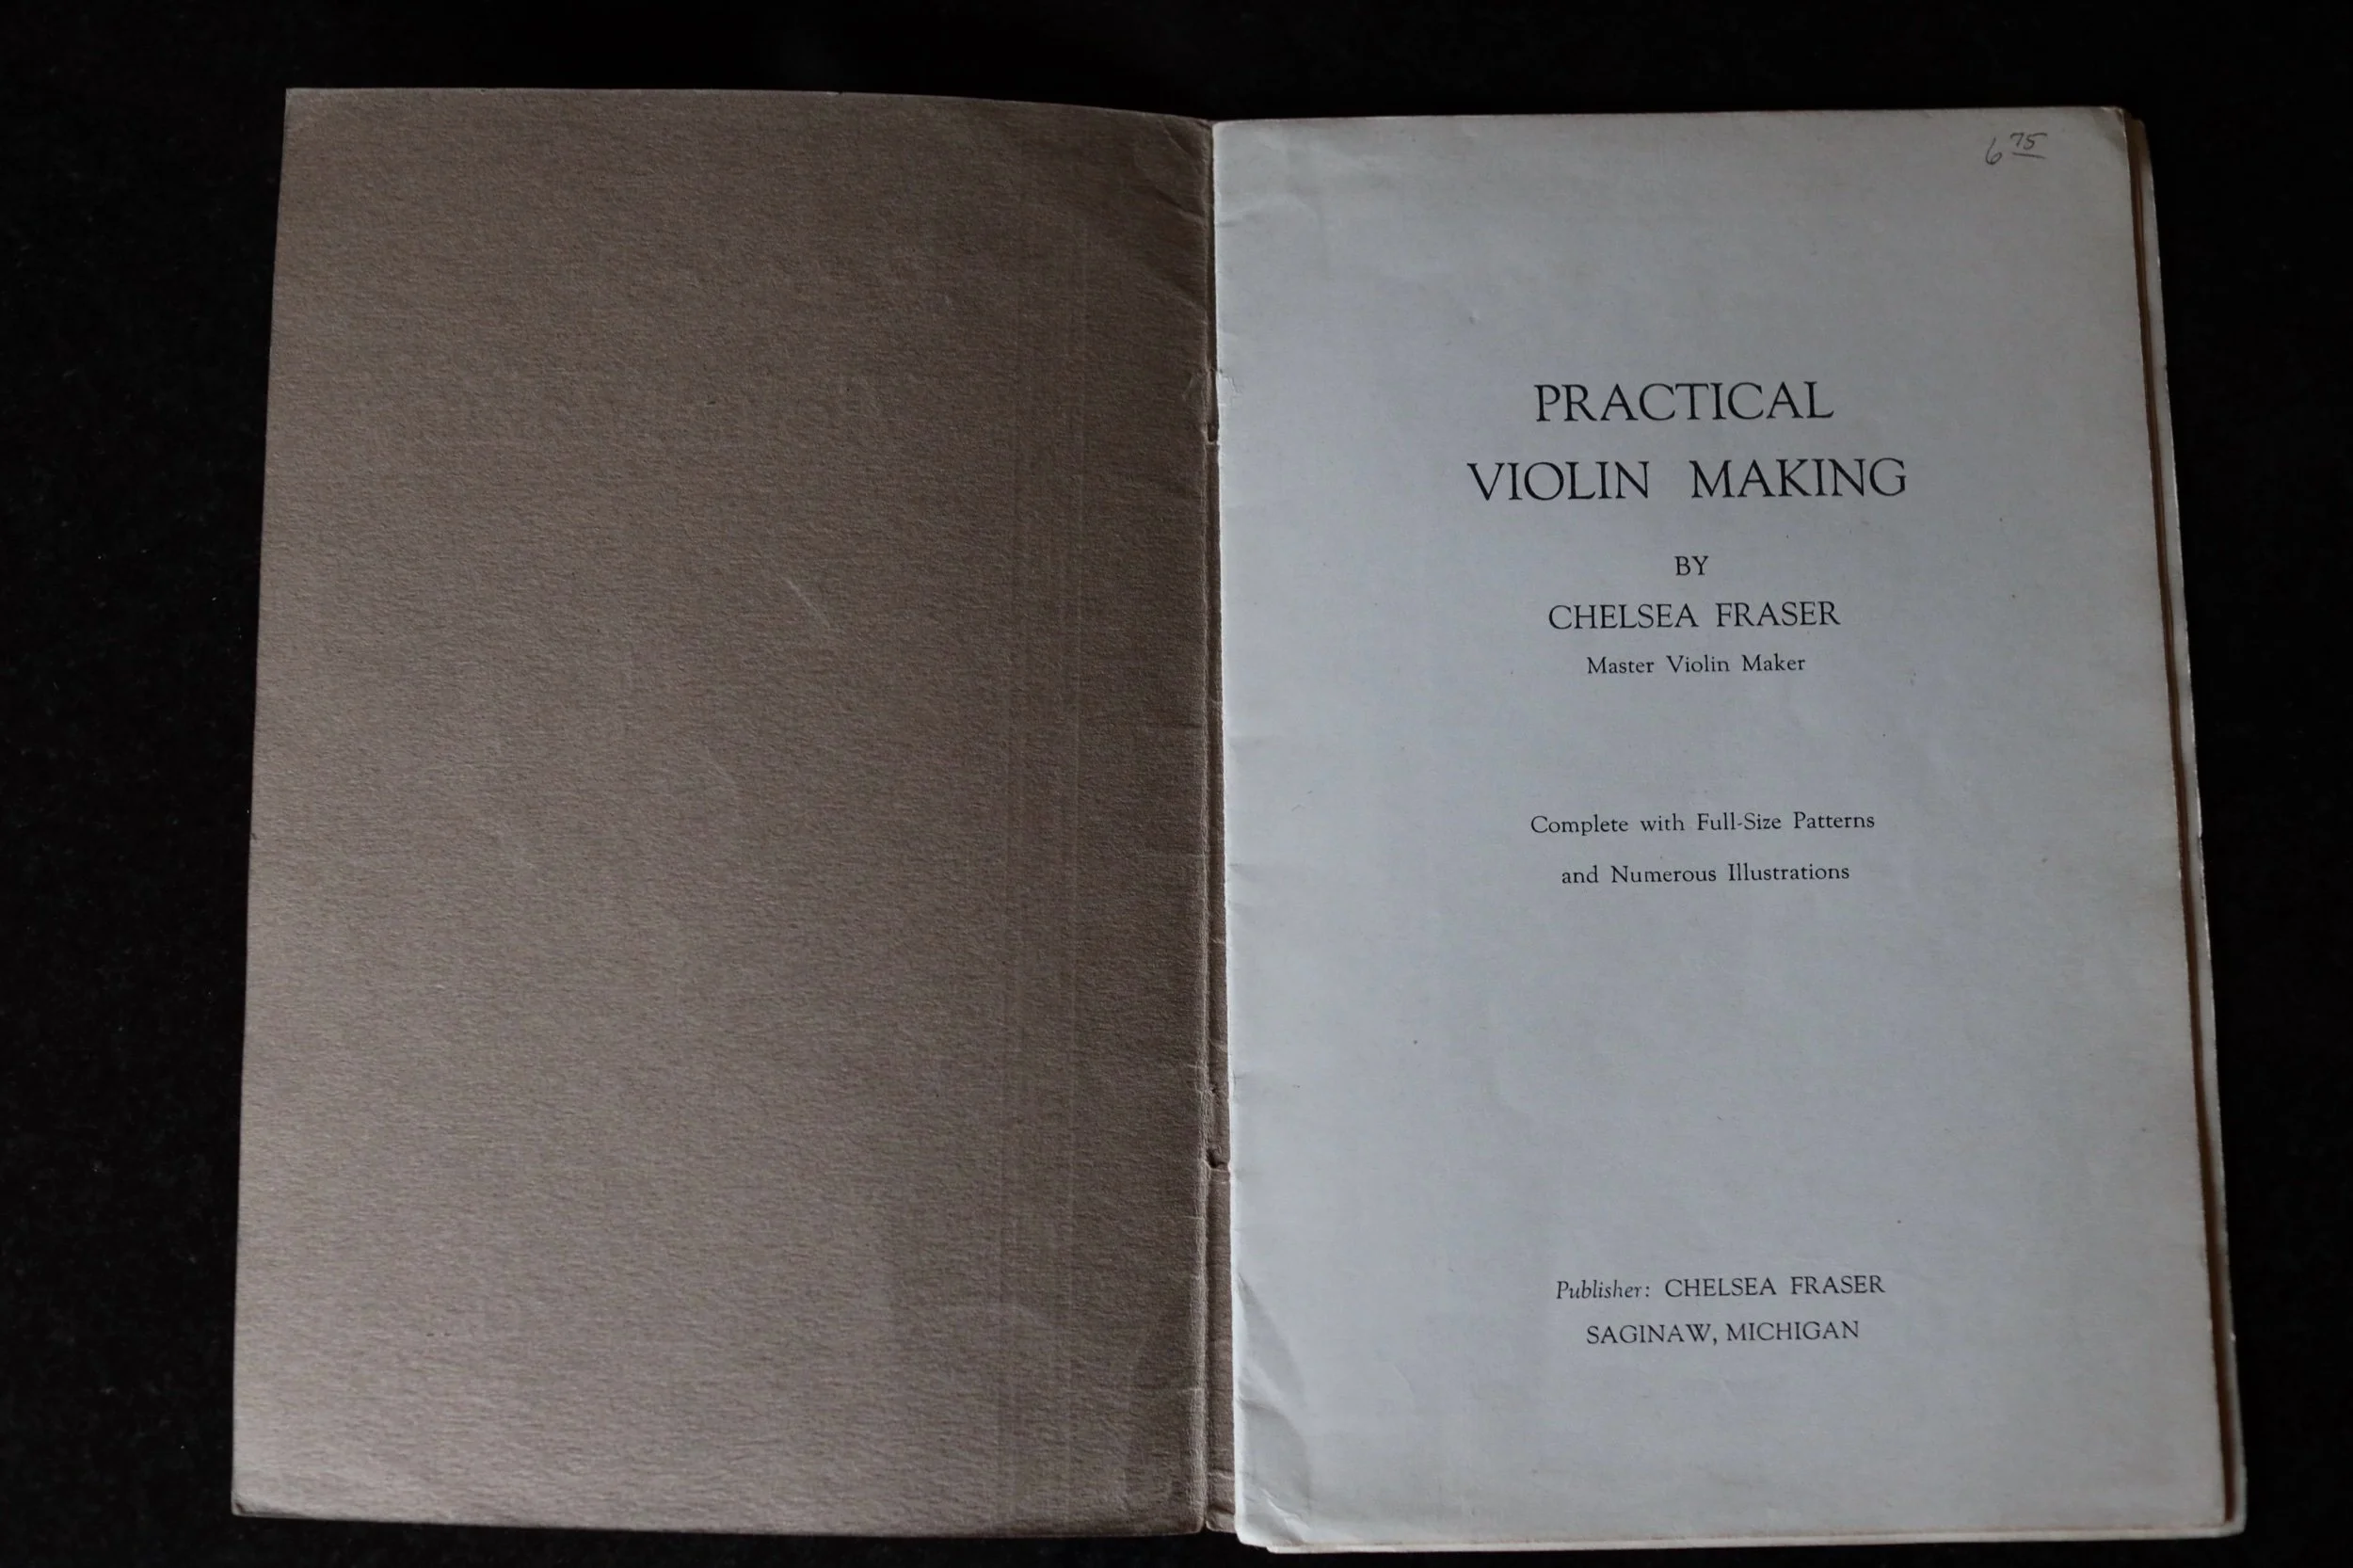 6 75
PRACTICAL
VIOLIN MAKING
BY
CHELSEA FRASER
Master Violin Maker
Complete with Full-Size Patterns
and Numerous Illustrations
Publisher: CHELSEA FRASER
SAGINAW, MICHIGAN